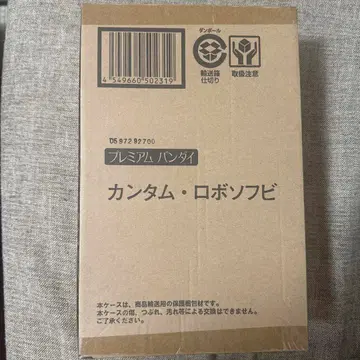 ダンボール
輸送箱
仕切り
取扱注意
4 549660 502319
プレミアム バンダイ
カンタム・ロボソフビ
本ケースは、商品輸送用の保護梱包材です。
本ケースの傷、つぶれ、汚れ等による交換はできません。
ご了承ください。